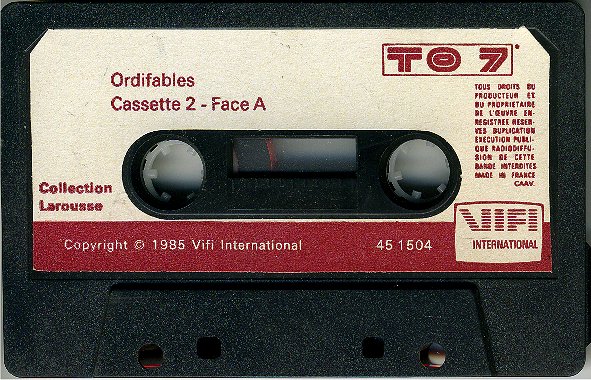 Ordifables
Cassette 2 - Face A
TO 7
TOUS DROITS DU
PRODUCTEUR ET
DU PROPRIETAIRE
DE L'ŒUVRE EN-
REGISTREE RESER-
VES DUPLICATION
EXECUTION PUBLI-
QUE RADIODIFFU-
SION DE CETTE
BANDE INTERDITES
MADE IN FRANCE
CAAV.
Collection
Larousse
VIFI
INTERNATIONAL
Copyright © 1985 Vifi International
45 1504